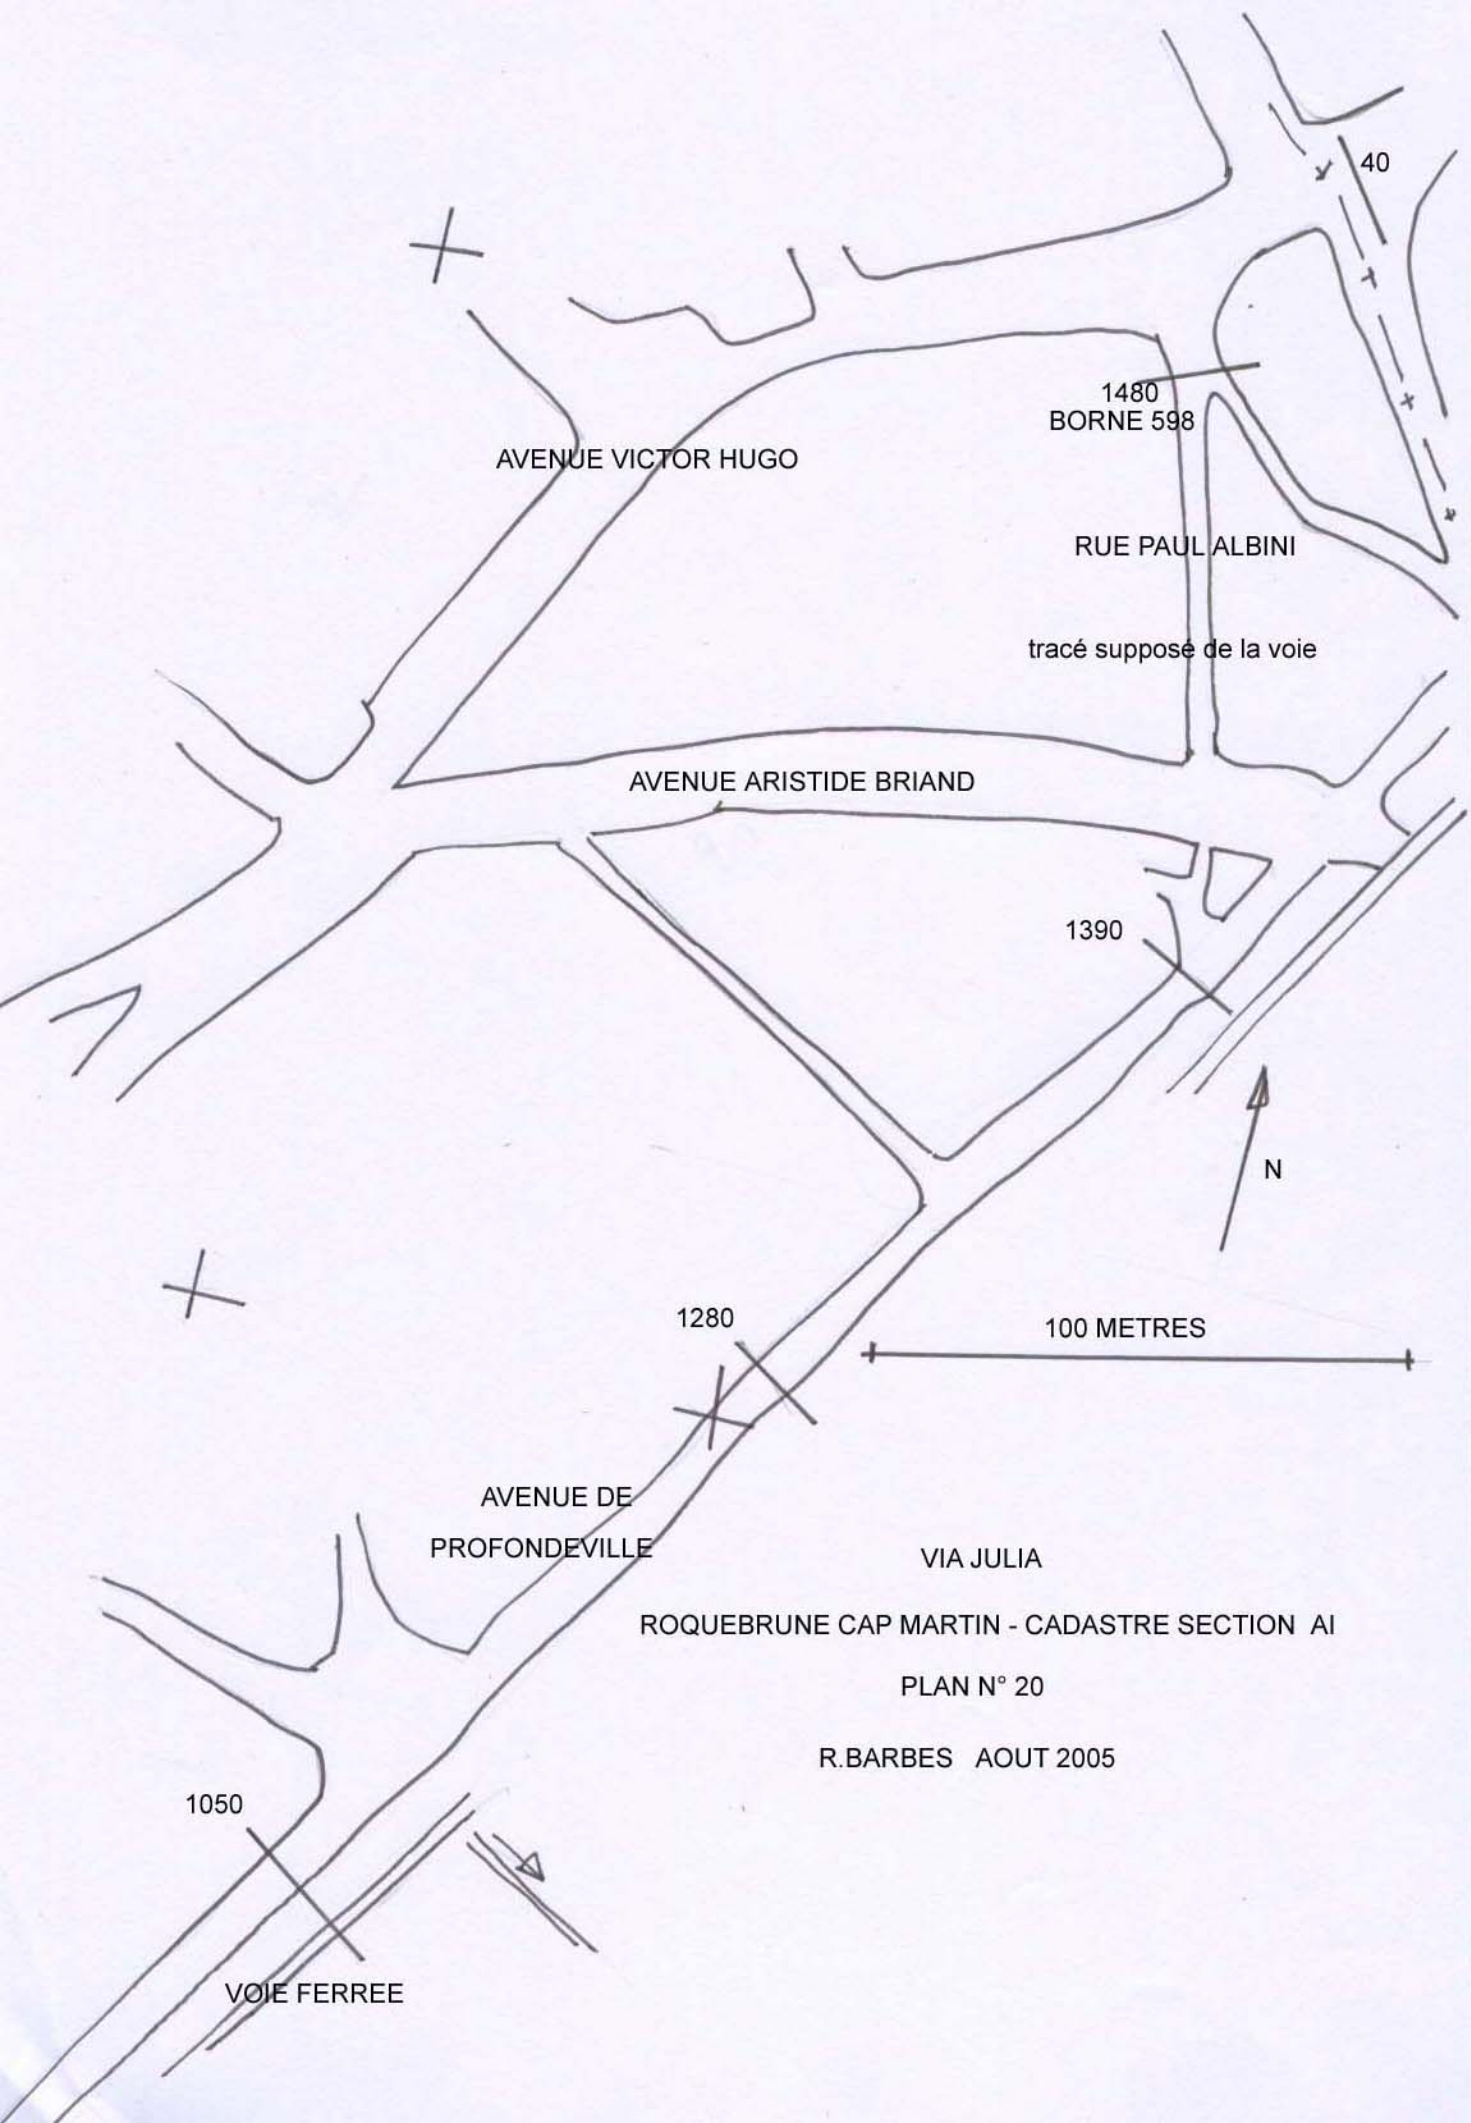 40
1480
BORNE 598
AVENUE VICTOR HUGO
RUE PAUL ALBINI
tracé supposé de la voie
AVENUE ARISTIDE BRIAND
1390
N
1280
100 METRES
AVENUE DE
PROFONDEVILLE
VIA JULIA
ROQUEBRUNE CAP MARTIN - CADASTRE SECTION AI
PLAN N° 20
R.BARBES AOUT 2005
1050
VOIE FERREE